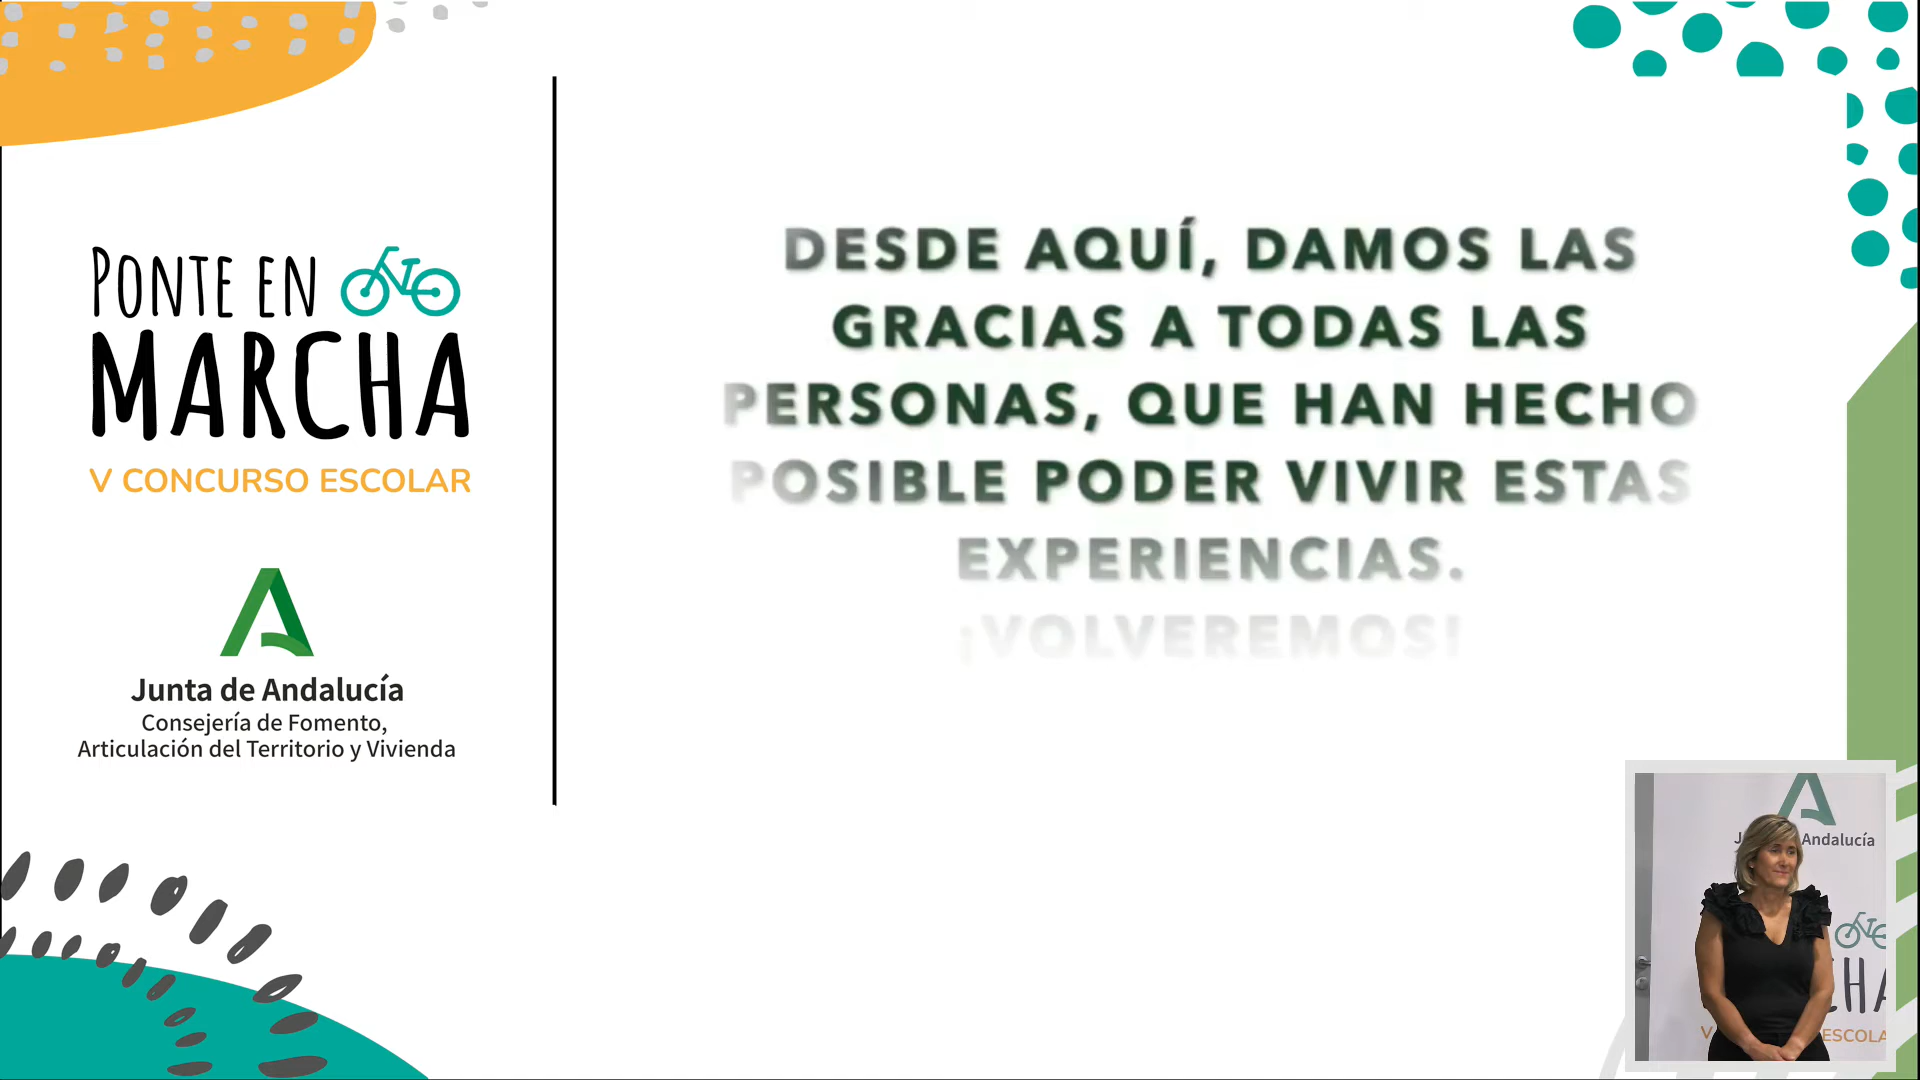 PONTE EN
MARCHA
V CONCURSO ESCOLAR
Junta de Andalucía
Consejería de Fomento,
Articulación del Territorio y Vivienda
DESDE AQUÍ, DAMOS LAS
GRACIAS A TODAS LAS
PERSONAS, QUE HAN HECHO
POSIBLE PODER VIVIR ESTAS
EXPERIENCIAS.
¡VOLVEREMOS!
Andalucía